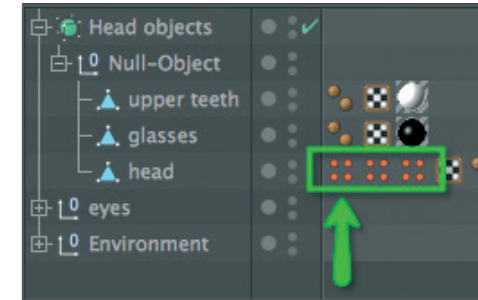 Head objects
Null-Object
upper teeth
glasses
head
eyes
Environment